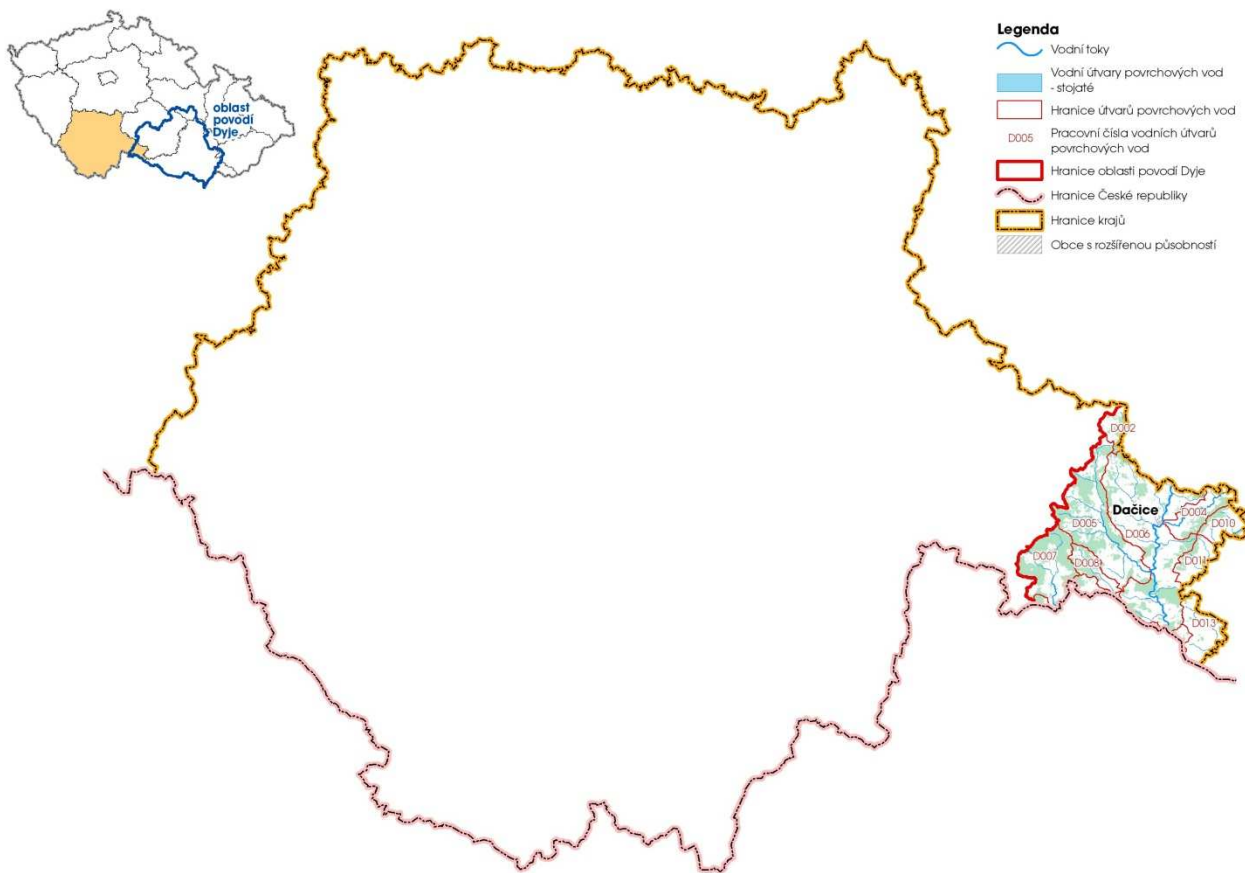 oblast
povodí
Dyje
Legenda
Vodní toky
Vodní útvary povrchových vod
- stojaté
Hranice útvarů povrchových vod
D005 Pracovní čísla vodních útvarů
povrchových vod
Hranice oblastí povodí Dyje
Hranice České republiky
Hranice krajů
Obce s rozšířenou působností
D002
Dačice
D004
D010
D005
D006
D007
D008
D011
D013